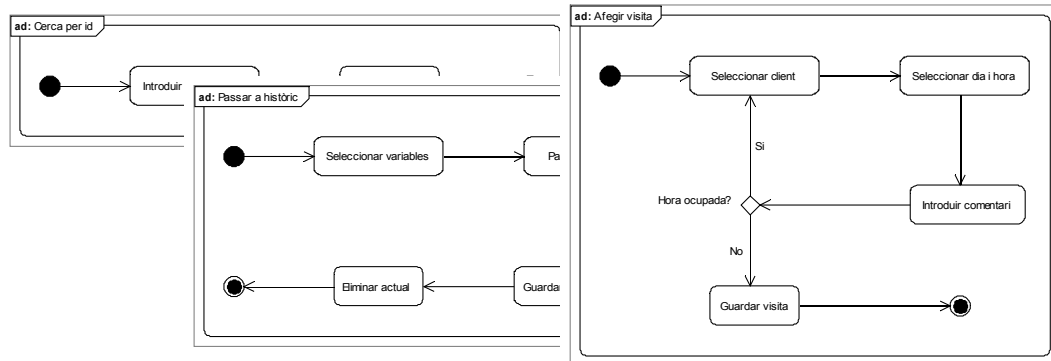 ad: Cerca per id
Introduir
ad: Passar a històric
Seleccionar variables
Pa
Eliminar actual
Guardar
ad: Afegir visita
Seleccionar client
Seleccionar dia i hora
Si
Hora ocupada?
Introduir comentari
No
Guardar visita